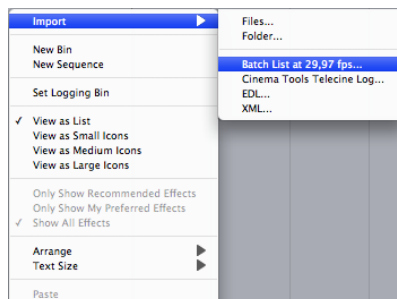 Import
New Bin
New Sequence
Set Logging Bin
✓ View as List
View as Small Icons
View as Medium Icons
View as Large Icons
Only Show Recommended Effects
Only Show My Preferred Effects
✓ Show All Effects
Arrange
Text Size
Paste
Files...
Folder...
Batch List at 29,97 fps...
Cinema Tools Telecine Log...
EDL...
XML...